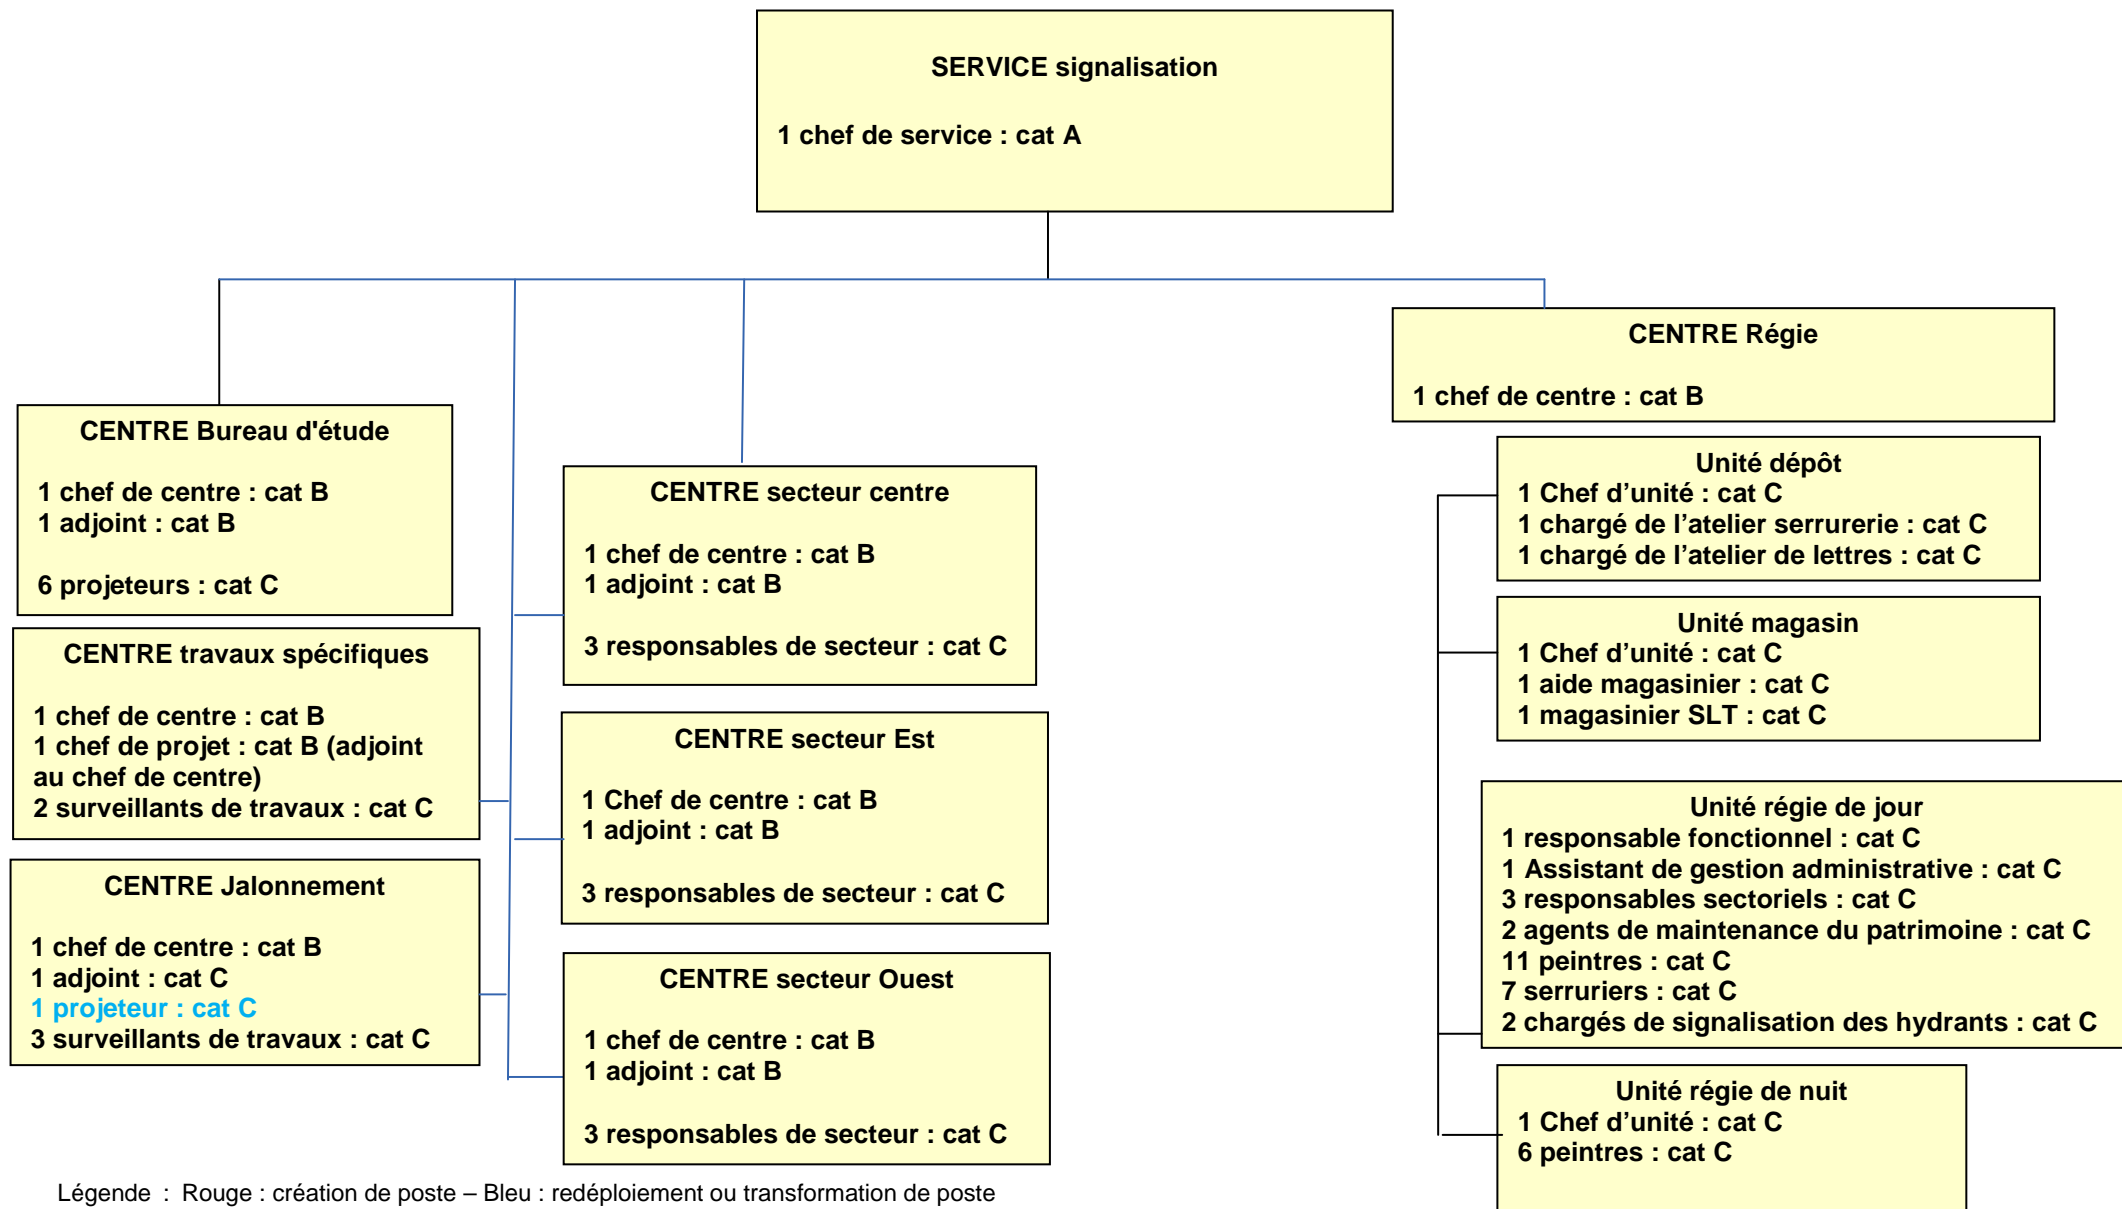 SERVICE signalisation
1 chef de service : cat A
CENTRE Bureau d'étude
1 chef de centre : cat B
1 adjoint : cat B
6 projeteurs : cat C
CENTRE travaux spécifiques
1 chef de centre : cat B
1 chef de projet : cat B (adjoint
au chef de centre)
2 surveillants de travaux : cat C
CENTRE Jalonnement
1 chef de centre : cat B
1 adjoint : cat C
1 projeteur : cat C
3 surveillants de travaux : cat C
CENTRE secteur centre
1 chef de centre : cat B
1 adjoint : cat B
3 responsables de secteur : cat C
CENTRE secteur Est
1 Chef de centre : cat B
1 adjoint : cat B
3 responsables de secteur : cat C
CENTRE secteur Ouest
1 chef de centre : cat B
1 adjoint : cat B
3 responsables de secteur : cat C
CENTRE Régie
1 chef de centre : cat B
Unité dépôt
1 Chef d’unité : cat C
1 chargé de l’atelier serrurerie : cat C
1 chargé de l’atelier de lettres : cat C
Unité magasin
1 Chef d’unité : cat C
1 aide magasinier : cat C
1 magasinier SLT : cat C
Unité régie de jour
1 responsable fonctionnel : cat C
1 Assistant de gestion administrative : cat C
3 responsables sectoriels : cat C
2 agents de maintenance du patrimoine : cat C
11 peintres : cat C
7 serruriers : cat C
2 chargés de signalisation des hydrants : cat C
Unité régie de nuit
1 Chef d’unité : cat C
6 peintres : cat C
Légende : Rouge : création de poste – Bleu : redéploiement ou transformation de poste